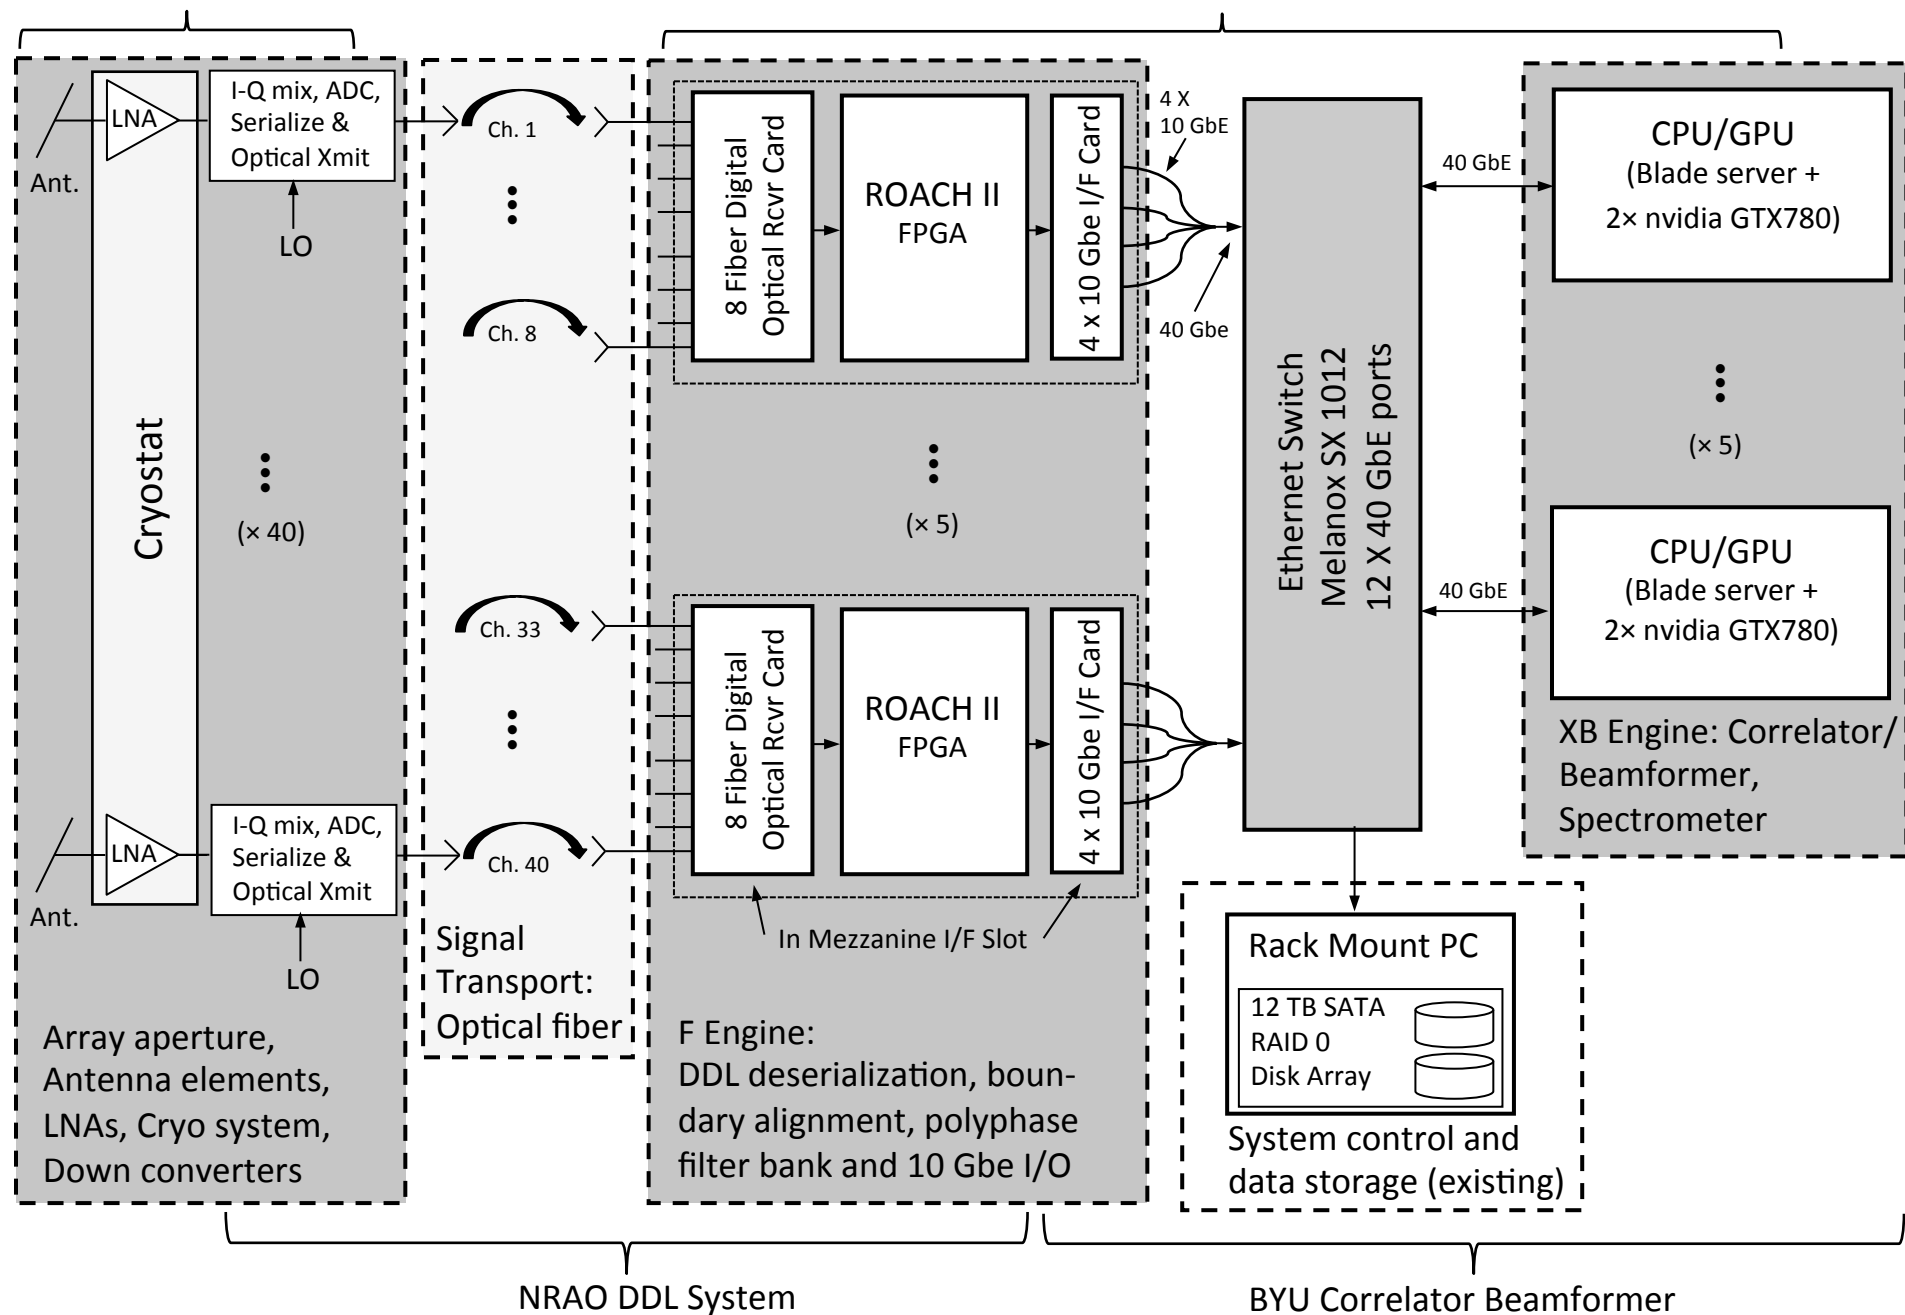 LNA
I-Q mix, ADC,
Serialize &
Optical Xmit
Ant.
LO
Cryostat
(× 40)
LNA
I-Q mix, ADC,
Serialize &
Optical Xmit
Ant.
LO
Array aperture,
Antenna elements,
LNAs, Cryo system,
Down converters
Ch. 1
Ch. 8
Ch. 33
Ch. 40
Signal
Transport:
Optical fiber
8 Fiber Digital
Optical Rcvr Card
ROACH II
FPGA
4 x 10 Gbe I/F Card
4 X
10 GbE
40 Gbe
(× 5)
8 Fiber Digital
Optical Rcvr Card
ROACH II
FPGA
4 x 10 Gbe I/F Card
In Mezzanine I/F Slot
F Engine:
DDL deserialization, boun-
dary alignment, polyphase
filter bank and 10 Gbe I/O
Ethernet Switch
Melanox SX 1012
12 X 40 GbE ports
40 GbE
40 GbE
CPU/GPU
(Blade server +
2× nvidia GTX780)
(× 5)
CPU/GPU
(Blade server +
2× nvidia GTX780)
XB Engine: Correlator/
Beamformer,
Spectrometer
Rack Mount PC
12 TB SATA
RAID 0
Disk Array
System control and
data storage (existing)
NRAO DDL System
BYU Correlator Beamformer